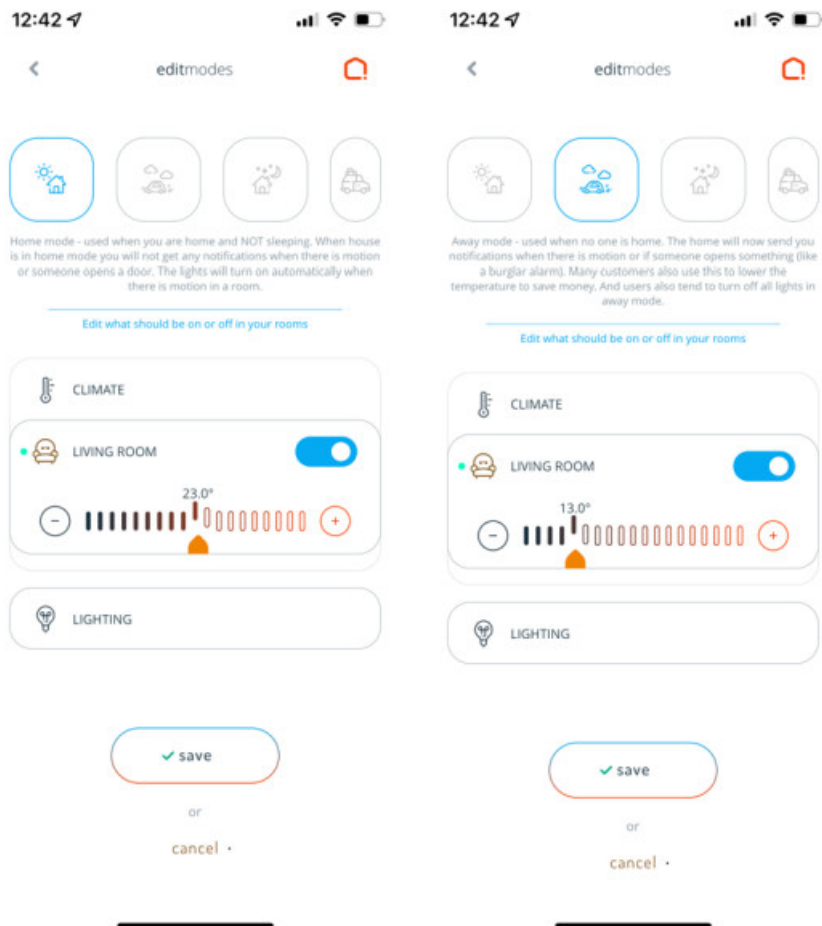 12:42
editmodes
Home mode - used when you are home and NOT sleeping. When house
is in home mode you will not get any notifications when there is motion
or someone opens a door. The lights will turn on automatically when
there is motion in a room.
Edit what should be on or off in your rooms
CLIMATE
LIVING ROOM
23.0°
LIGHTING
save
or
cancel
12:42
editmodes
Away mode - used when no one is home. The home will now send you
notifications when there is motion or if someone opens something (like
a burglar alarm). Many customers also use this to lower the
temperature to save money. And users also tend to turn off all lights in
away mode.
Edit what should be on or off in your rooms
CLIMATE
LIVING ROOM
13.0°
LIGHTING
save
or
cancel